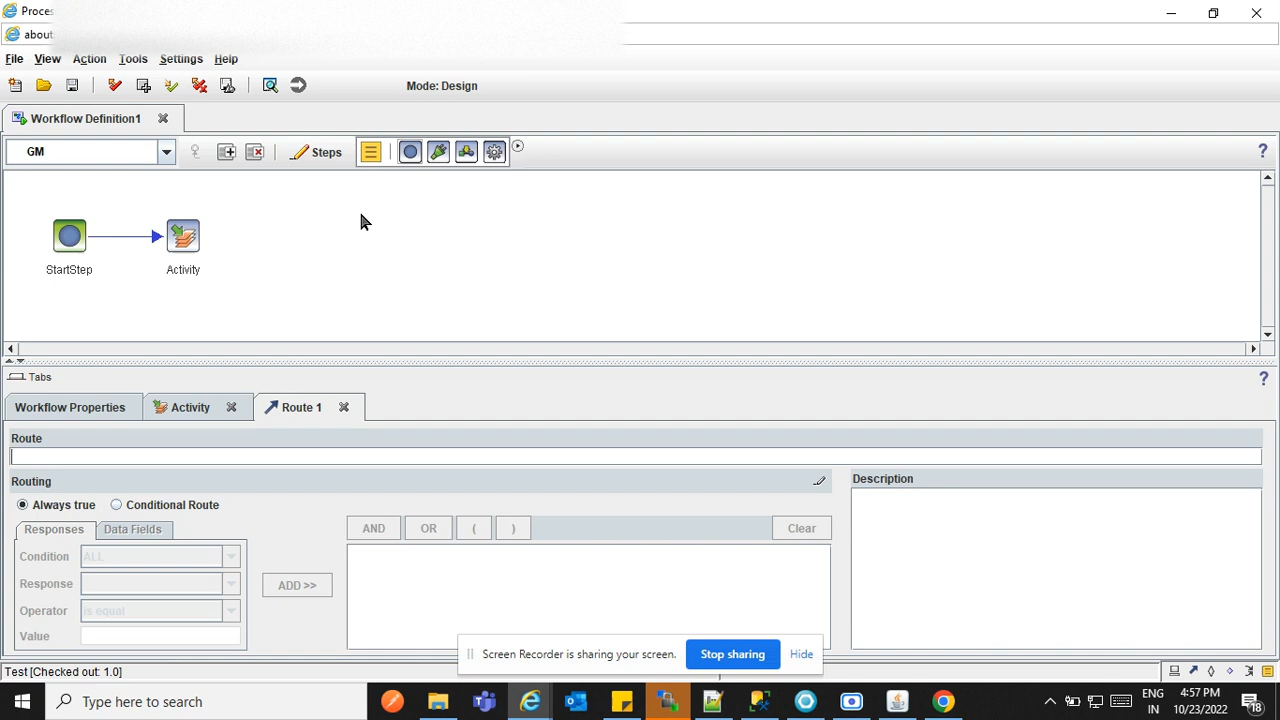 Proces
about
File View Action Tools Settings Help
Mode: Design
Workflow Definition1
GM Steps
?
StartStep Activity
Tabs
?
Workflow Properties Activity Route 1
Route
Routing Description
Always true Conditional Route
Responses Data Fields
AND OR ( ) Clear
Condition ALL
Response
ADD >>
Operator is equal
Value
Screen Recorder is sharing your screen. Stop sharing Hide
Test [Checked out: 1.0]
Type here to search
ENG
IN
4:57 PM
10/23/2022
18